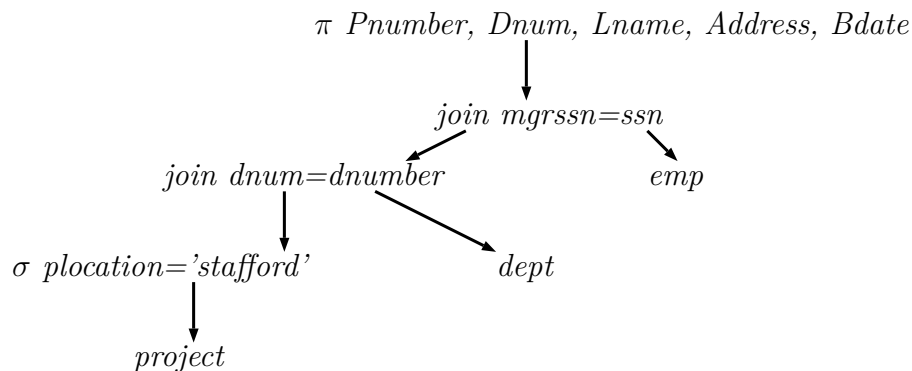 π Pnumber, Dnum, Lname, Address, Bdate
join mgrssn=ssn
join dnum=dnumber
emp
σ plocation='stafford'
dept
project